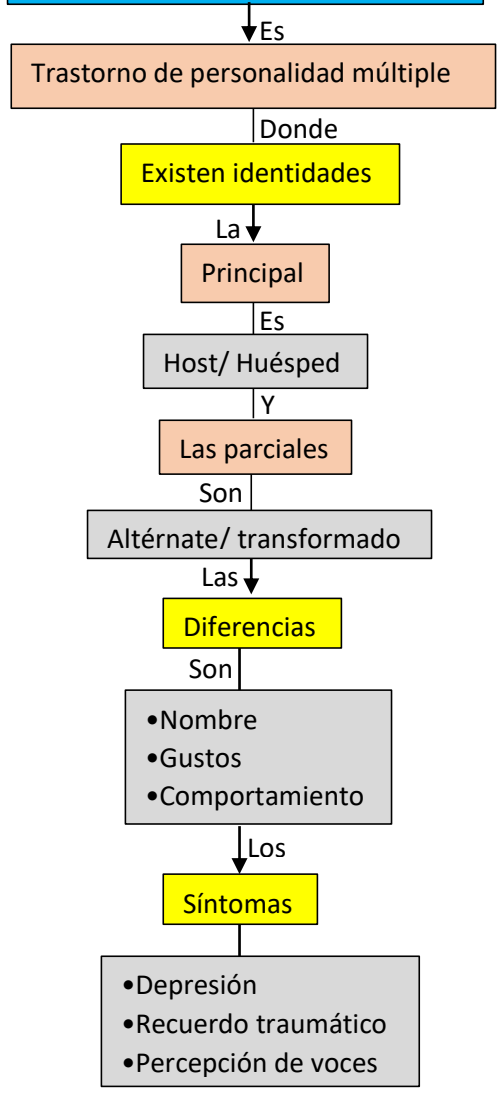 Es
Trastorno de personalidad múltiple
Donde
Existen identidades
La
Principal
Es
Host/ Huésped
Y
Las parciales
Son
Altérnate/ transformado
Las
Diferencias
Son
•Nombre
•Gustos
•Comportamiento
Los
Síntomas
•Depresión
•Recuerdo traumático
•Percepción de voces